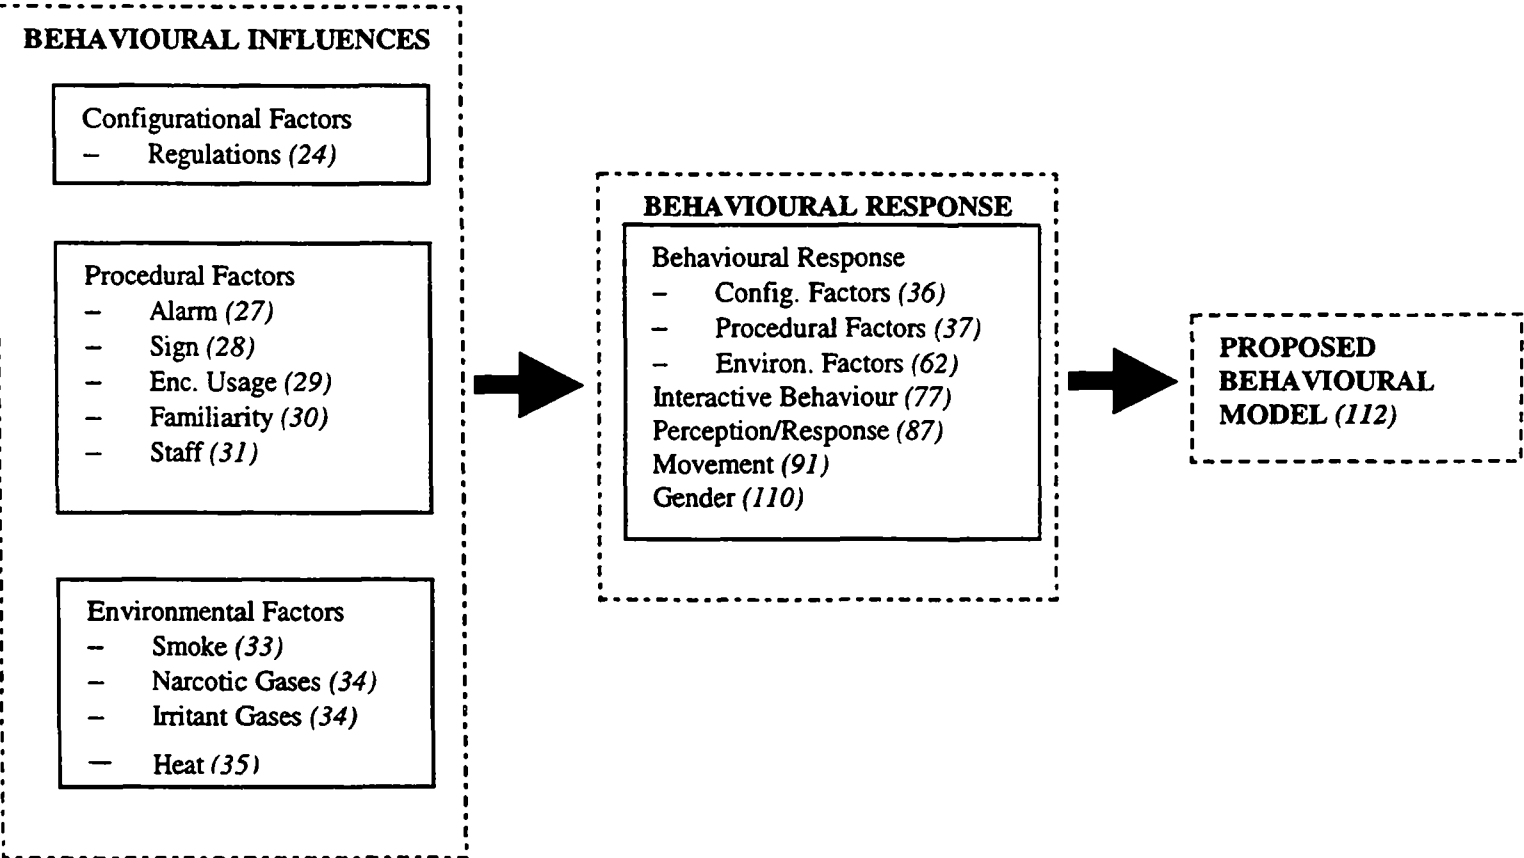 BEHAVIOURAL INFLUENCES
Configurational Factors
– Regulations (24)
Procedural Factors
– Alarm (27)
– Sign (28)
– Enc. Usage (29)
– Familiarity (30)
– Staff (31)
Environmental Factors
– Smoke (33)
– Narcotic Gases (34)
– Irritant Gases (34)
– Heat (35)
BEHAVIOURAL RESPONSE
Behavioural Response
– Config. Factors (36)
– Procedural Factors (37)
– Environ. Factors (62)
Interactive Behaviour (77)
Perception/Response (87)
Movement (91)
Gender (110)
PROPOSED
BEHAVIOURAL
MODEL (112)